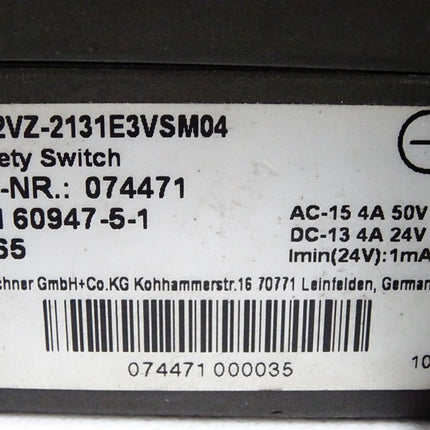 2VZ-2131E3VSM04
ety Switch
-NR.: 074471
60947-5-1
AC-15 4A 50V
65
DC-13 4A 24V
Imin(24V):1mA
chner GmbH+Co.KG Kohhammerstr.16 70771 Leinfelden, German
074471 000035
10